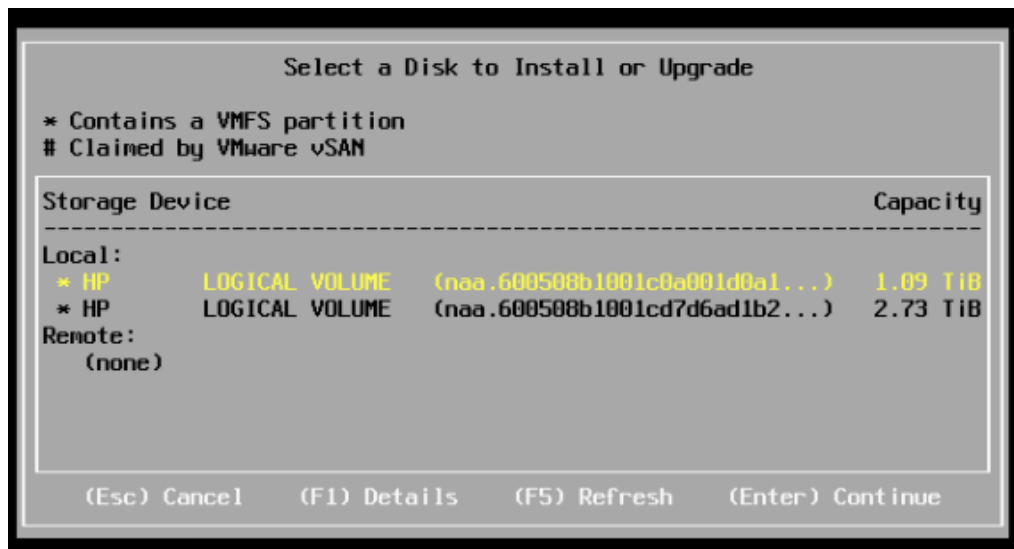 Select a Disk to Install or Upgrade
* Contains a VMFS partition
# Claimed by VMware vSAN
Storage Device Capacity
--------------------------------------------------------------------
Local:
* HP LOGICAL VOLUME (naa.600508b1001c0a001d0a1...) 1.09 TiB
* HP LOGICAL VOLUME (naa.600508b1001cd7d6ad1b2...) 2.73 TiB
Remote:
(none)
(Esc) Cancel (F1) Details (F5) Refresh (Enter) Continue